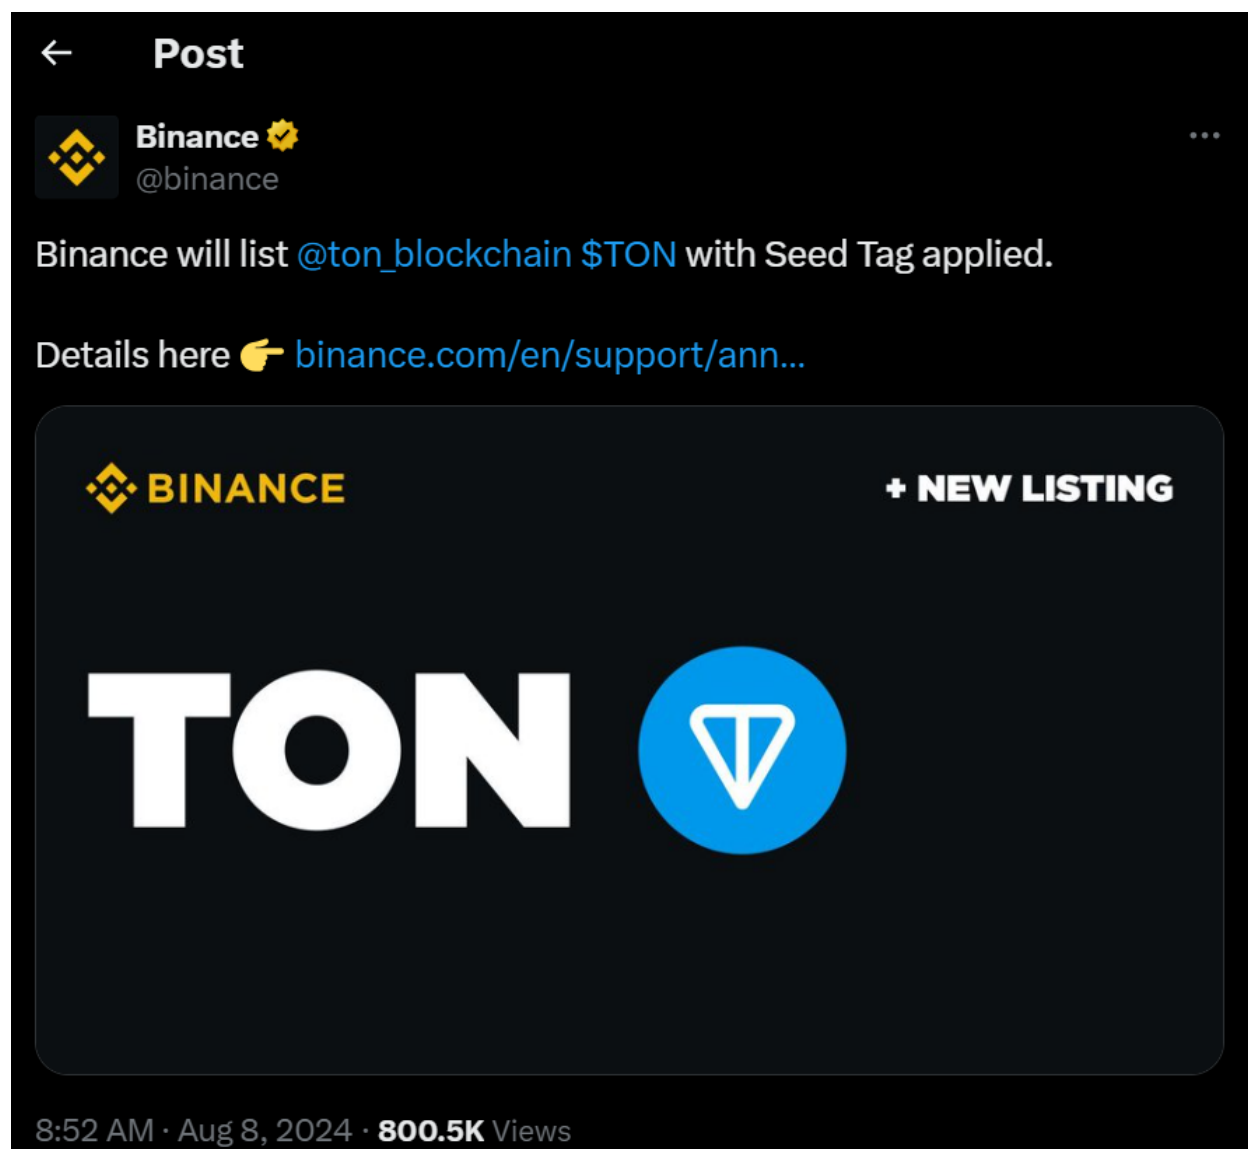 Post
Binance
@binance
Binance will list @ton_blockchain $TON with Seed Tag applied.
Details here 👉 binance.com/en/support/ann...
BINANCE
+ NEW LISTING
TON
8:52 AM · Aug 8, 2024 · 800.5K Views